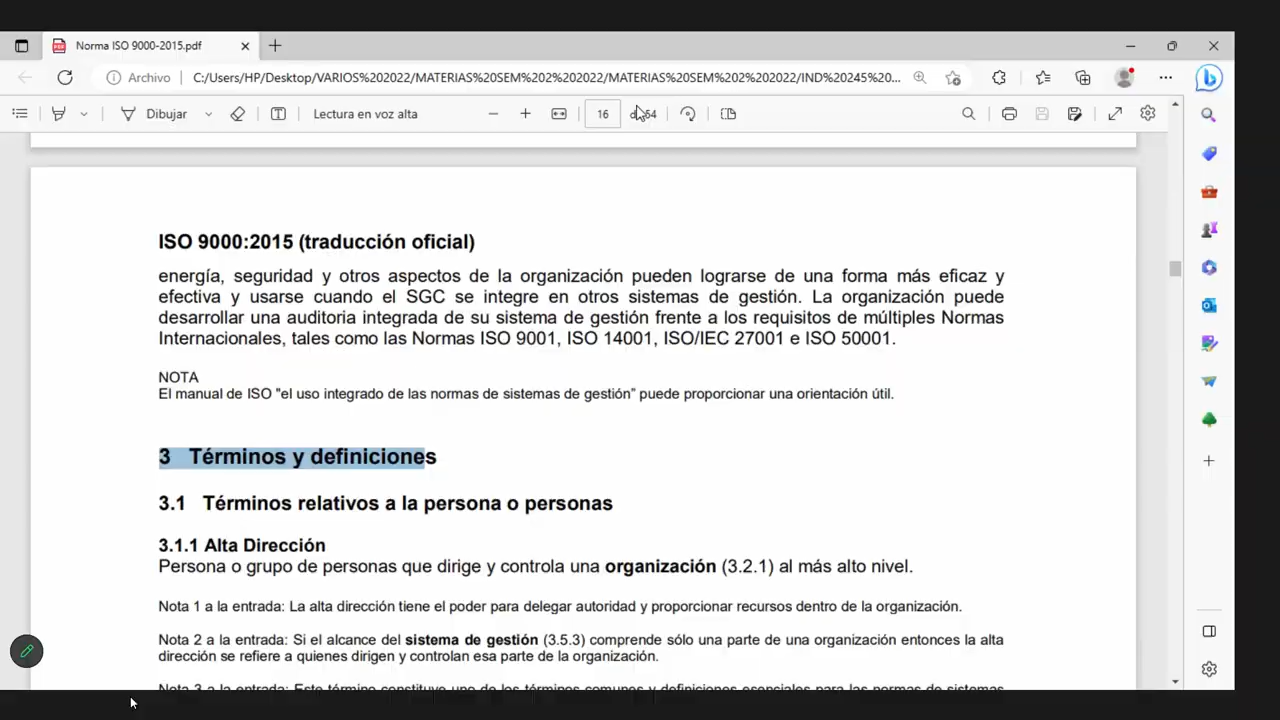 Norma ISO 9000-2015.pdf
Archivo
C:/Users/HP/Desktop/VARIOS%202022/MATERIAS%20SEM%202%202022/MATERIAS%20SEM%202%202022/IND%20245%20...
Dibujar
Lectura en voz alta
16
ISO 9000:2015 (traducción oficial)
energía, seguridad y otros aspectos de la organización pueden lograrse de una forma más eficaz y
efectiva y usarse cuando el SGC se integre en otros sistemas de gestión. La organización puede
desarrollar una auditoria integrada de su sistema de gestión frente a los requisitos de múltiples Normas
Internacionales, tales como las Normas ISO 9001, ISO 14001, ISO/IEC 27001 e ISO 50001.
NOTA
El manual de ISO "el uso integrado de las normas de sistemas de gestión” puede proporcionar una orientación útil.
3 Términos y definiciones
3.1 Términos relativos a la persona o personas
3.1.1 Alta Dirección
Persona o grupo de personas que dirige y controla una organización (3.2.1) al más alto nivel.
Nota 1 a la entrada: La alta dirección tiene el poder para delegar autoridad y proporcionar recursos dentro de la organización.
Nota 2 a la entrada: Si el alcance del sistema de gestión (3.5.3) comprende sólo una parte de una organización entonces la alta
dirección se refiere a quienes dirigen y controlan esa parte de la organización.
Nota 3 a la entrada: Este término constituye uno de los términos comunes y definiciones esenciales para las normas de sistemas